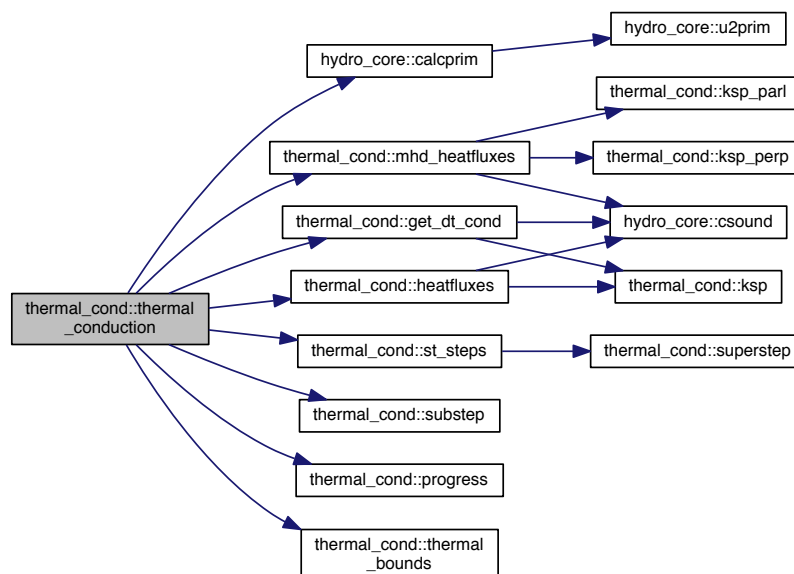 hydro_core::u2prim
hydro_core::calcprim
thermal_cond::ksp_parl
thermal_cond::mhd_heatfluxes
thermal_cond::ksp_perp
thermal_cond::get_dt_cond
hydro_core::csound
thermal_cond::heatfluxes
thermal_cond::ksp
thermal_cond::thermal
_conduction
thermal_cond::st_steps
thermal_cond::superstep
thermal_cond::substep
thermal_cond::progress
thermal_cond::thermal
_bounds